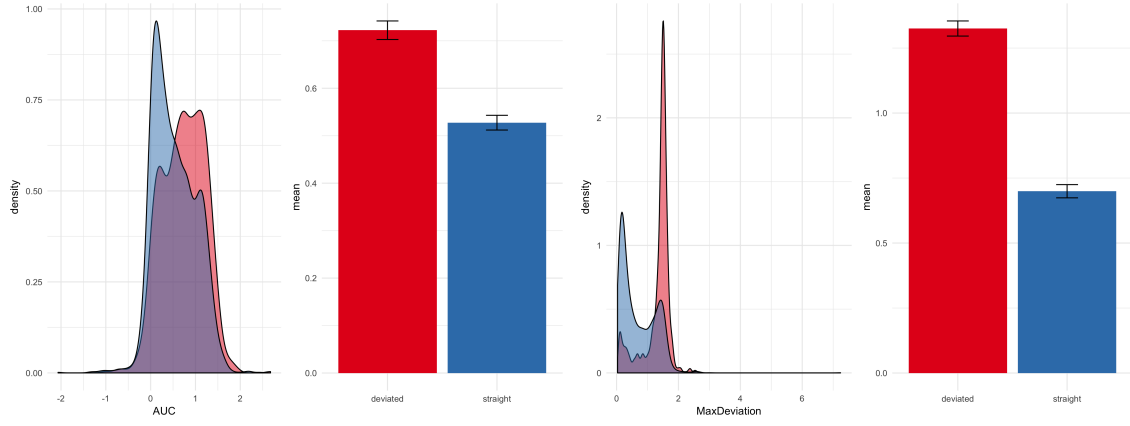 density
1.00
0.75
0.50
0.25
0.00
-2 -1 0 1 2
AUC
mean
0.6
0.4
0.2
0.0
deviated straight
density
2
1
0
0 2 4 6
MaxDeviation
mean
1.0
0.5
0.0
deviated straight